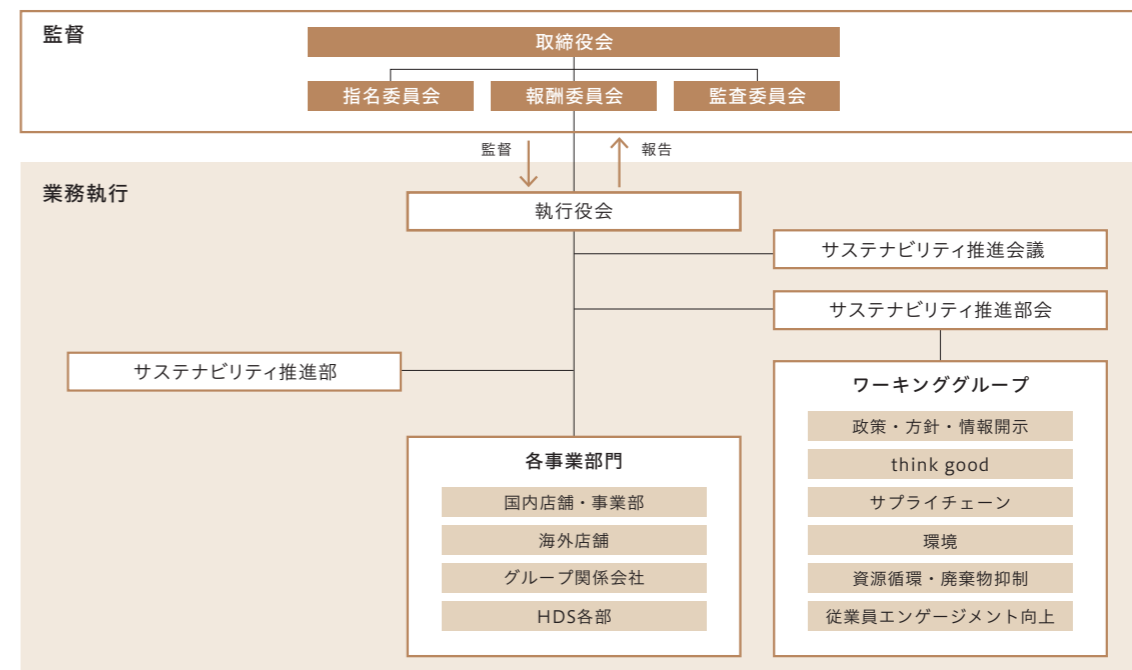 監督
取締役会
指名委員会
報酬委員会
監査委員会
監督
報告
業務執行
執行役会
サステナビリティ推進会議
サステナビリティ推進部会
サステナビリティ推進部
ワーキンググループ
政策・方針・情報開示
think good
サプライチェーン
環境
資源循環・廃棄物抑制
従業員エンゲージメント向上
各事業部門
国内店舗・事業部
海外店舗
グループ関係会社
HDS各部